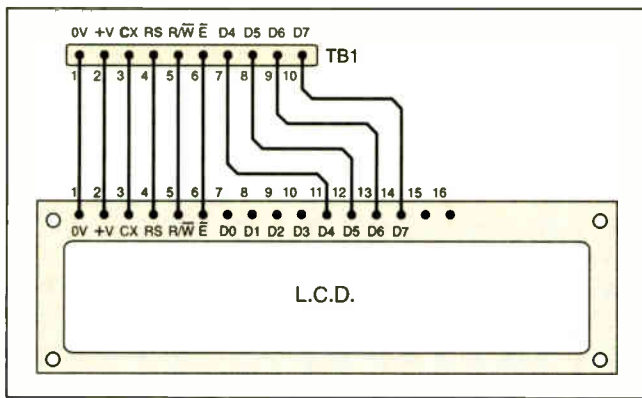 0V +V CX RS R/W̅ E̅ D4 D5 D6 D7
TB1
1 2 3 4 5 6 7 8 9 10
1 2 3 4 5 6 7 8 9 10 11 12 13 14 15 16
0V +V CX RS R/W̅ E̅ D0 D1 D2 D3 D4 D5 D6 D7
L.C.D.